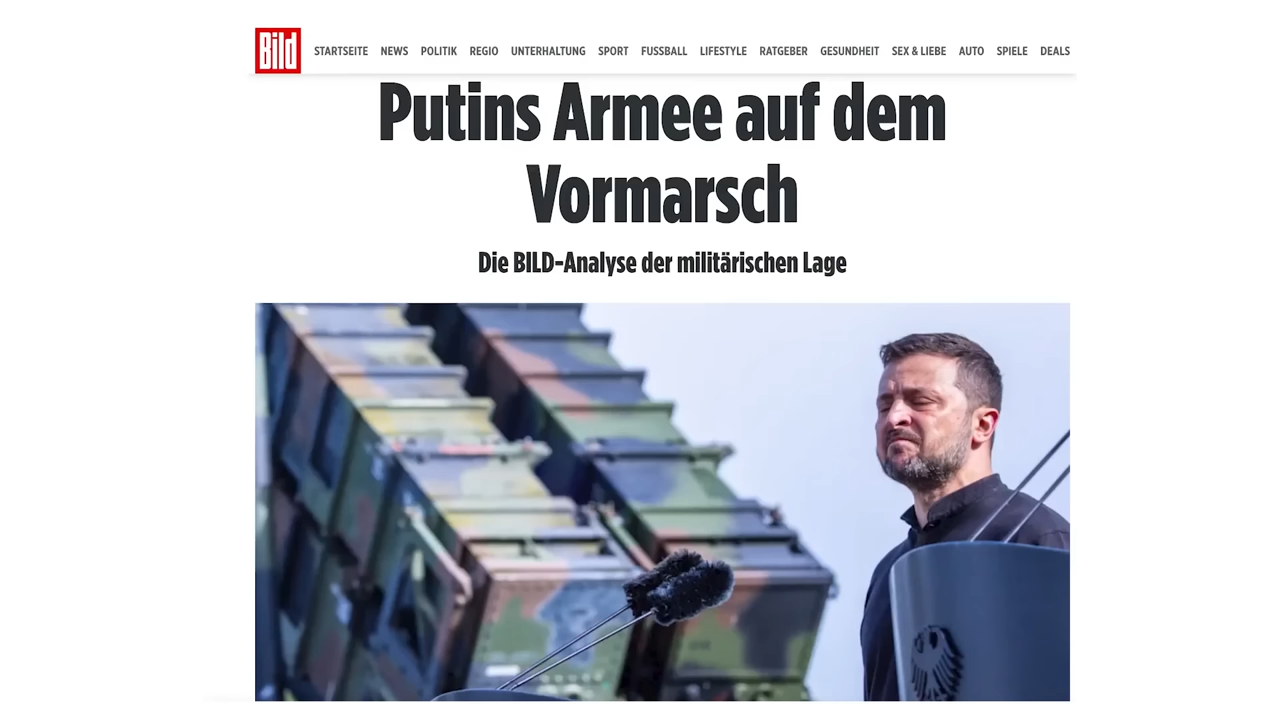 Bild STARTSEITE NEWS POLITIK REGIO UNTERHALTUNG SPORT FUSSBALL LIFESTYLE RATGEBER GESUNDHEIT SEX & LIEBE AUTO SPIELE DEALS
Putins Armee auf dem
Vormarsch
Die BILD-Analyse der militärischen Lage